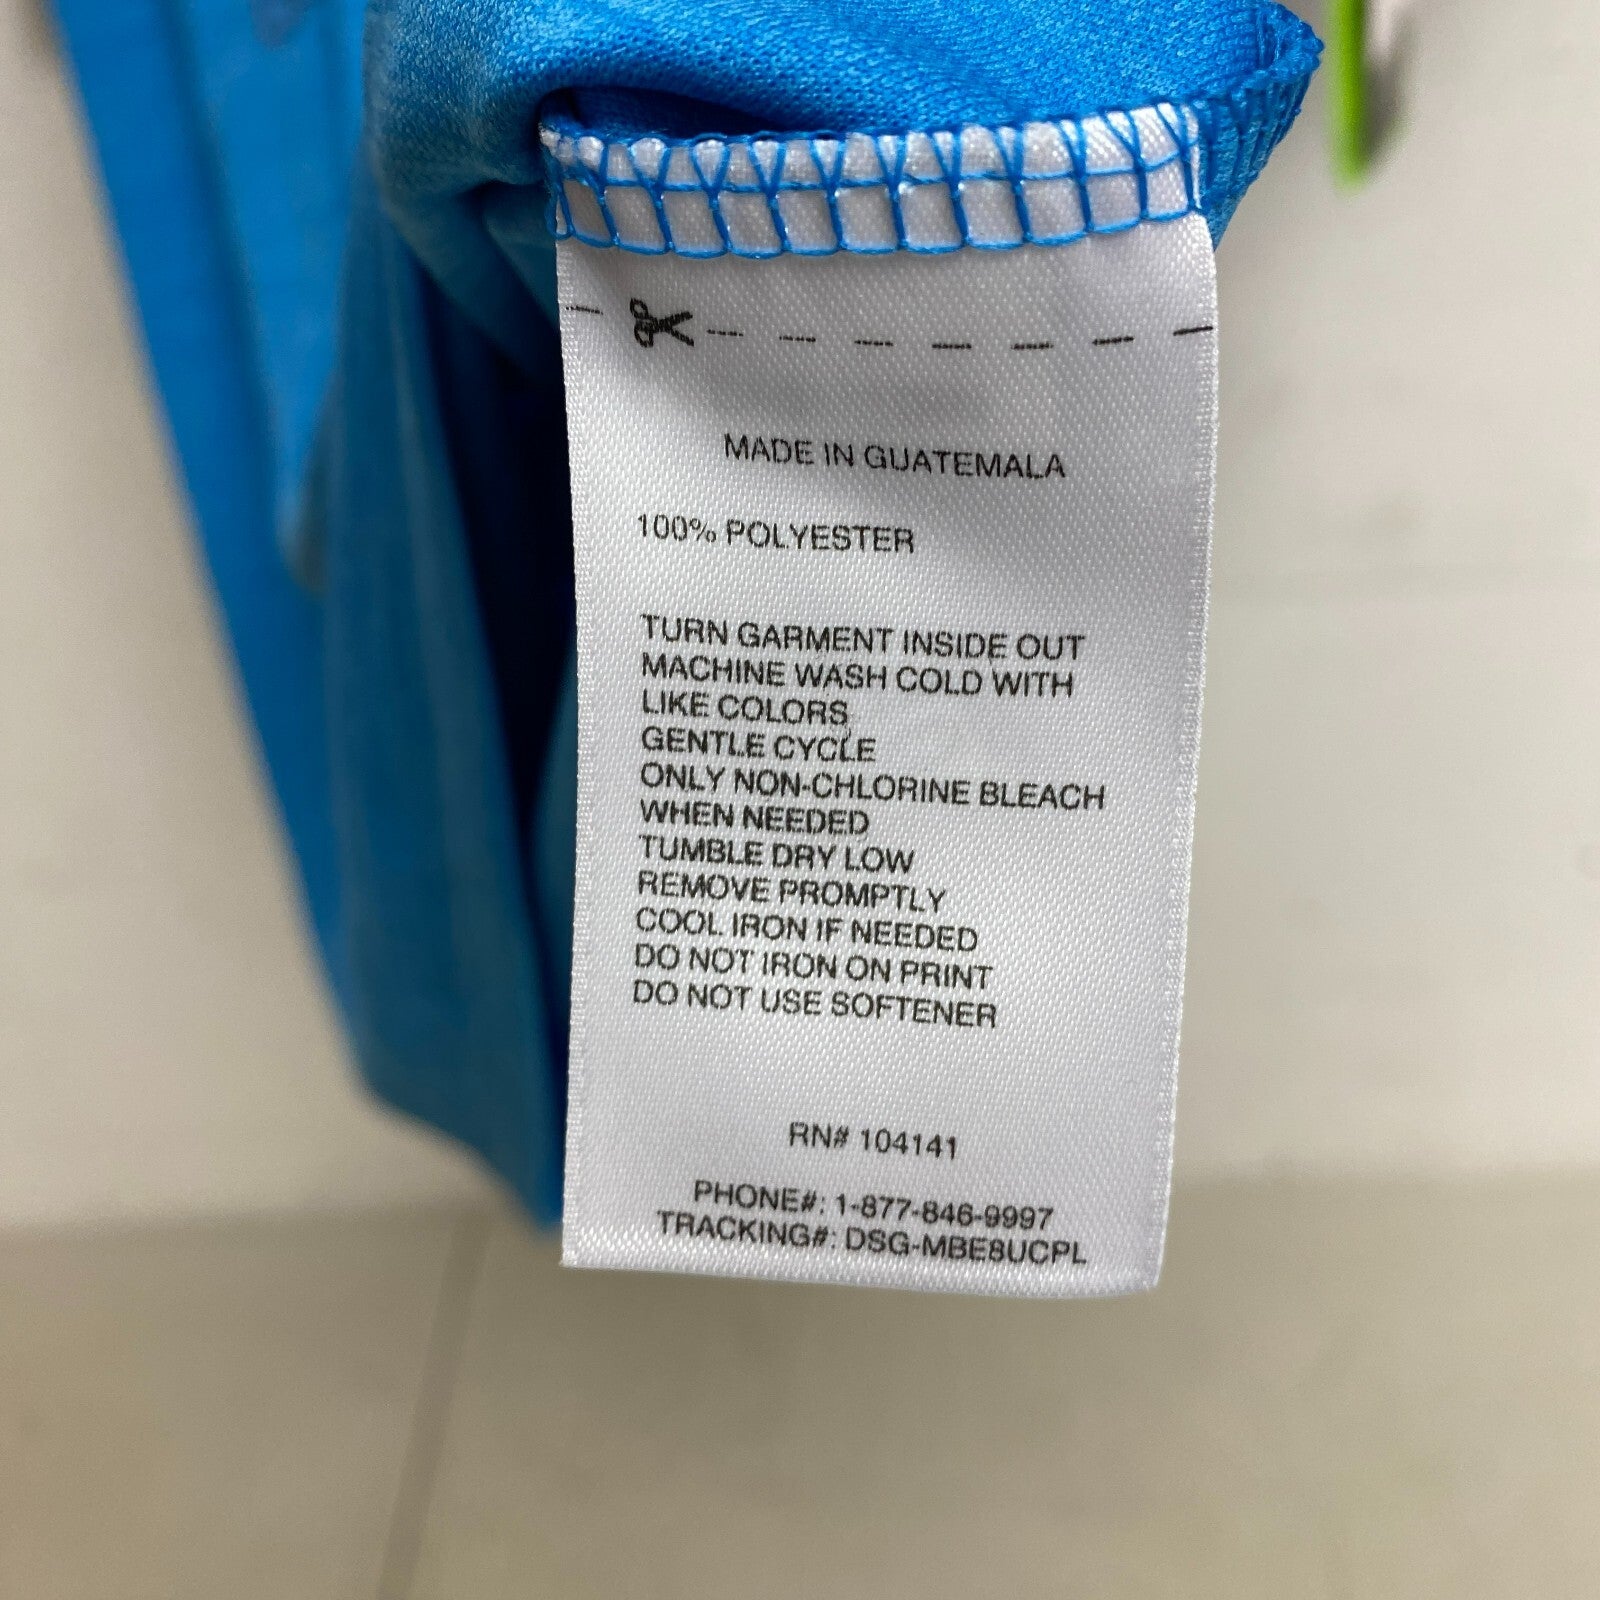 MADE IN GUATEMALA
100% POLYESTER
TURN GARMENT INSIDE OUT
MACHINE WASH COLD WITH
LIKE COLORS
GENTLE CYCLE
ONLY NON-CHLORINE BLEACH
WHEN NEEDED
TUMBLE DRY LOW
REMOVE PROMPTLY
COOL IRON IF NEEDED
DO NOT IRON ON PRINT
DO NOT USE SOFTENER
RN# 104141
PHONE#: 1-877-846-9997
TRACKING#: DSG-MBE8UCPL